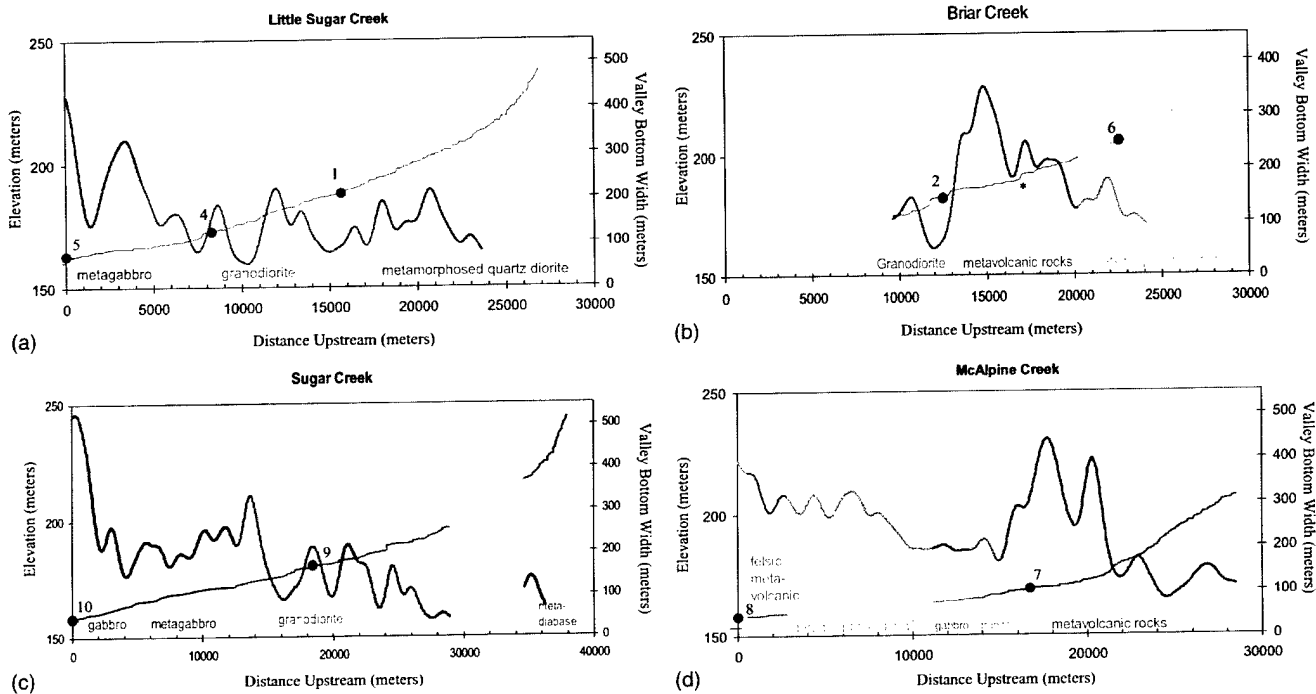 Little Sugar Creek
250
200
150
Elevation (meters)
500
400
300
200
100
0
Valley Bottom Width (meters)
5
4
1
metagabbro
granodiorite
metamorphosed quartz diorite
0
5000
10000
15000
20000
25000
30000
Distance Upstream (meters)
(a)
Briar Creek
250
200
150
Elevation (meters)
400
300
200
100
0
Valley Bottom Width (meters)
2
*
6
Granodiorite
metavolcanic rocks
0
5000
10000
15000
20000
25000
30000
Distance Upstream (meters)
(b)
Sugar Creek
250
200
150
Elevation (meters)
500
400
300
200
100
0
Valley Bottom Width (meters)
10
9
gabbro
metagabbro
granodiorite
meta-
diabase
0
10000
20000
30000
40000
Distance Upstream (meters)
(c)
McAlpine Creek
250
200
150
Elevation (meters)
500
400
300
200
100
0
Valley Bottom Width (meters)
felsic
meta-
volcanic
8
7
gabbro
metavolcanic rocks
0
10000
20000
30000
Distance Upstream (meters)
(d)